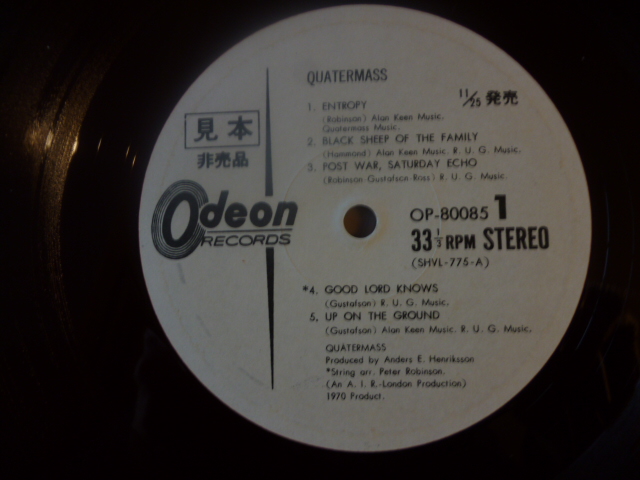 QUATERMASS
11/25 発売
見本
非売品
1. ENTROPY
(Robinson) Alan Keen Music.
Quatermass Music.
2. BLACK SHEEP OF THE FAMILY
(Hammond) Alan Keen Music. R. U. G. Music.
3. POST WAR, SATURDAY ECHO
(Robinson-Gustafson-Ross) R. U. G. Music.
Odeon
RECORDS
OP-80085 1
33 1/3 RPM STEREO
(SHVL-775-A)
*4. GOOD LORD KNOWS
(Gustafson) R. U. G. Music.
5. UP ON THE GROUND
(Gustafson) Alan Keen Music. R. U. G. Music.
QUATERMASS
Produced by Anders E. Henriksson
*String arr. Peter Robinson.
(An A. I. R.-London Production)
1970 Product.